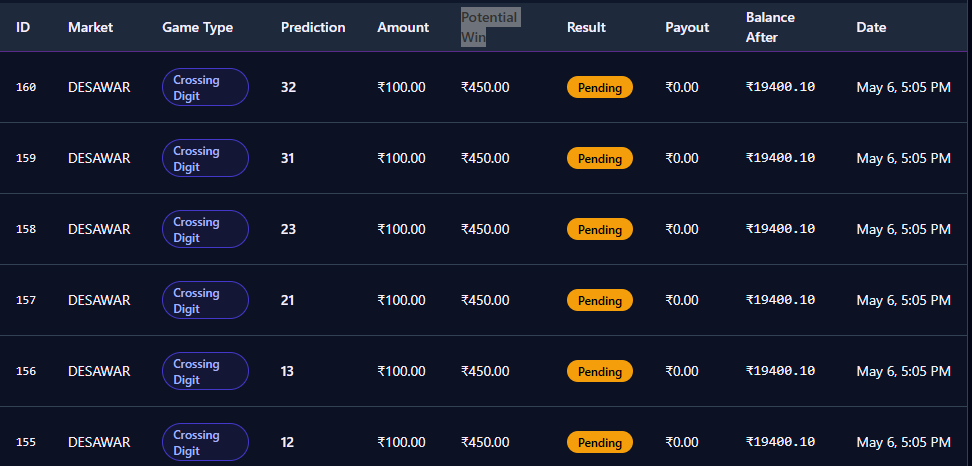 ID Market Game Type Prediction Amount Potential Win Result Payout Balance After Date
160 DESAWAR Crossing Digit 32 ₹100.00 ₹450.00 Pending ₹0.00 ₹19400.10 May 6, 5:05 PM
159 DESAWAR Crossing Digit 31 ₹100.00 ₹450.00 Pending ₹0.00 ₹19400.10 May 6, 5:05 PM
158 DESAWAR Crossing Digit 23 ₹100.00 ₹450.00 Pending ₹0.00 ₹19400.10 May 6, 5:05 PM
157 DESAWAR Crossing Digit 21 ₹100.00 ₹450.00 Pending ₹0.00 ₹19400.10 May 6, 5:05 PM
156 DESAWAR Crossing Digit 13 ₹100.00 ₹450.00 Pending ₹0.00 ₹19400.10 May 6, 5:05 PM
155 DESAWAR Crossing Digit 12 ₹100.00 ₹450.00 Pending ₹0.00 ₹19400.10 May 6, 5:05 PM